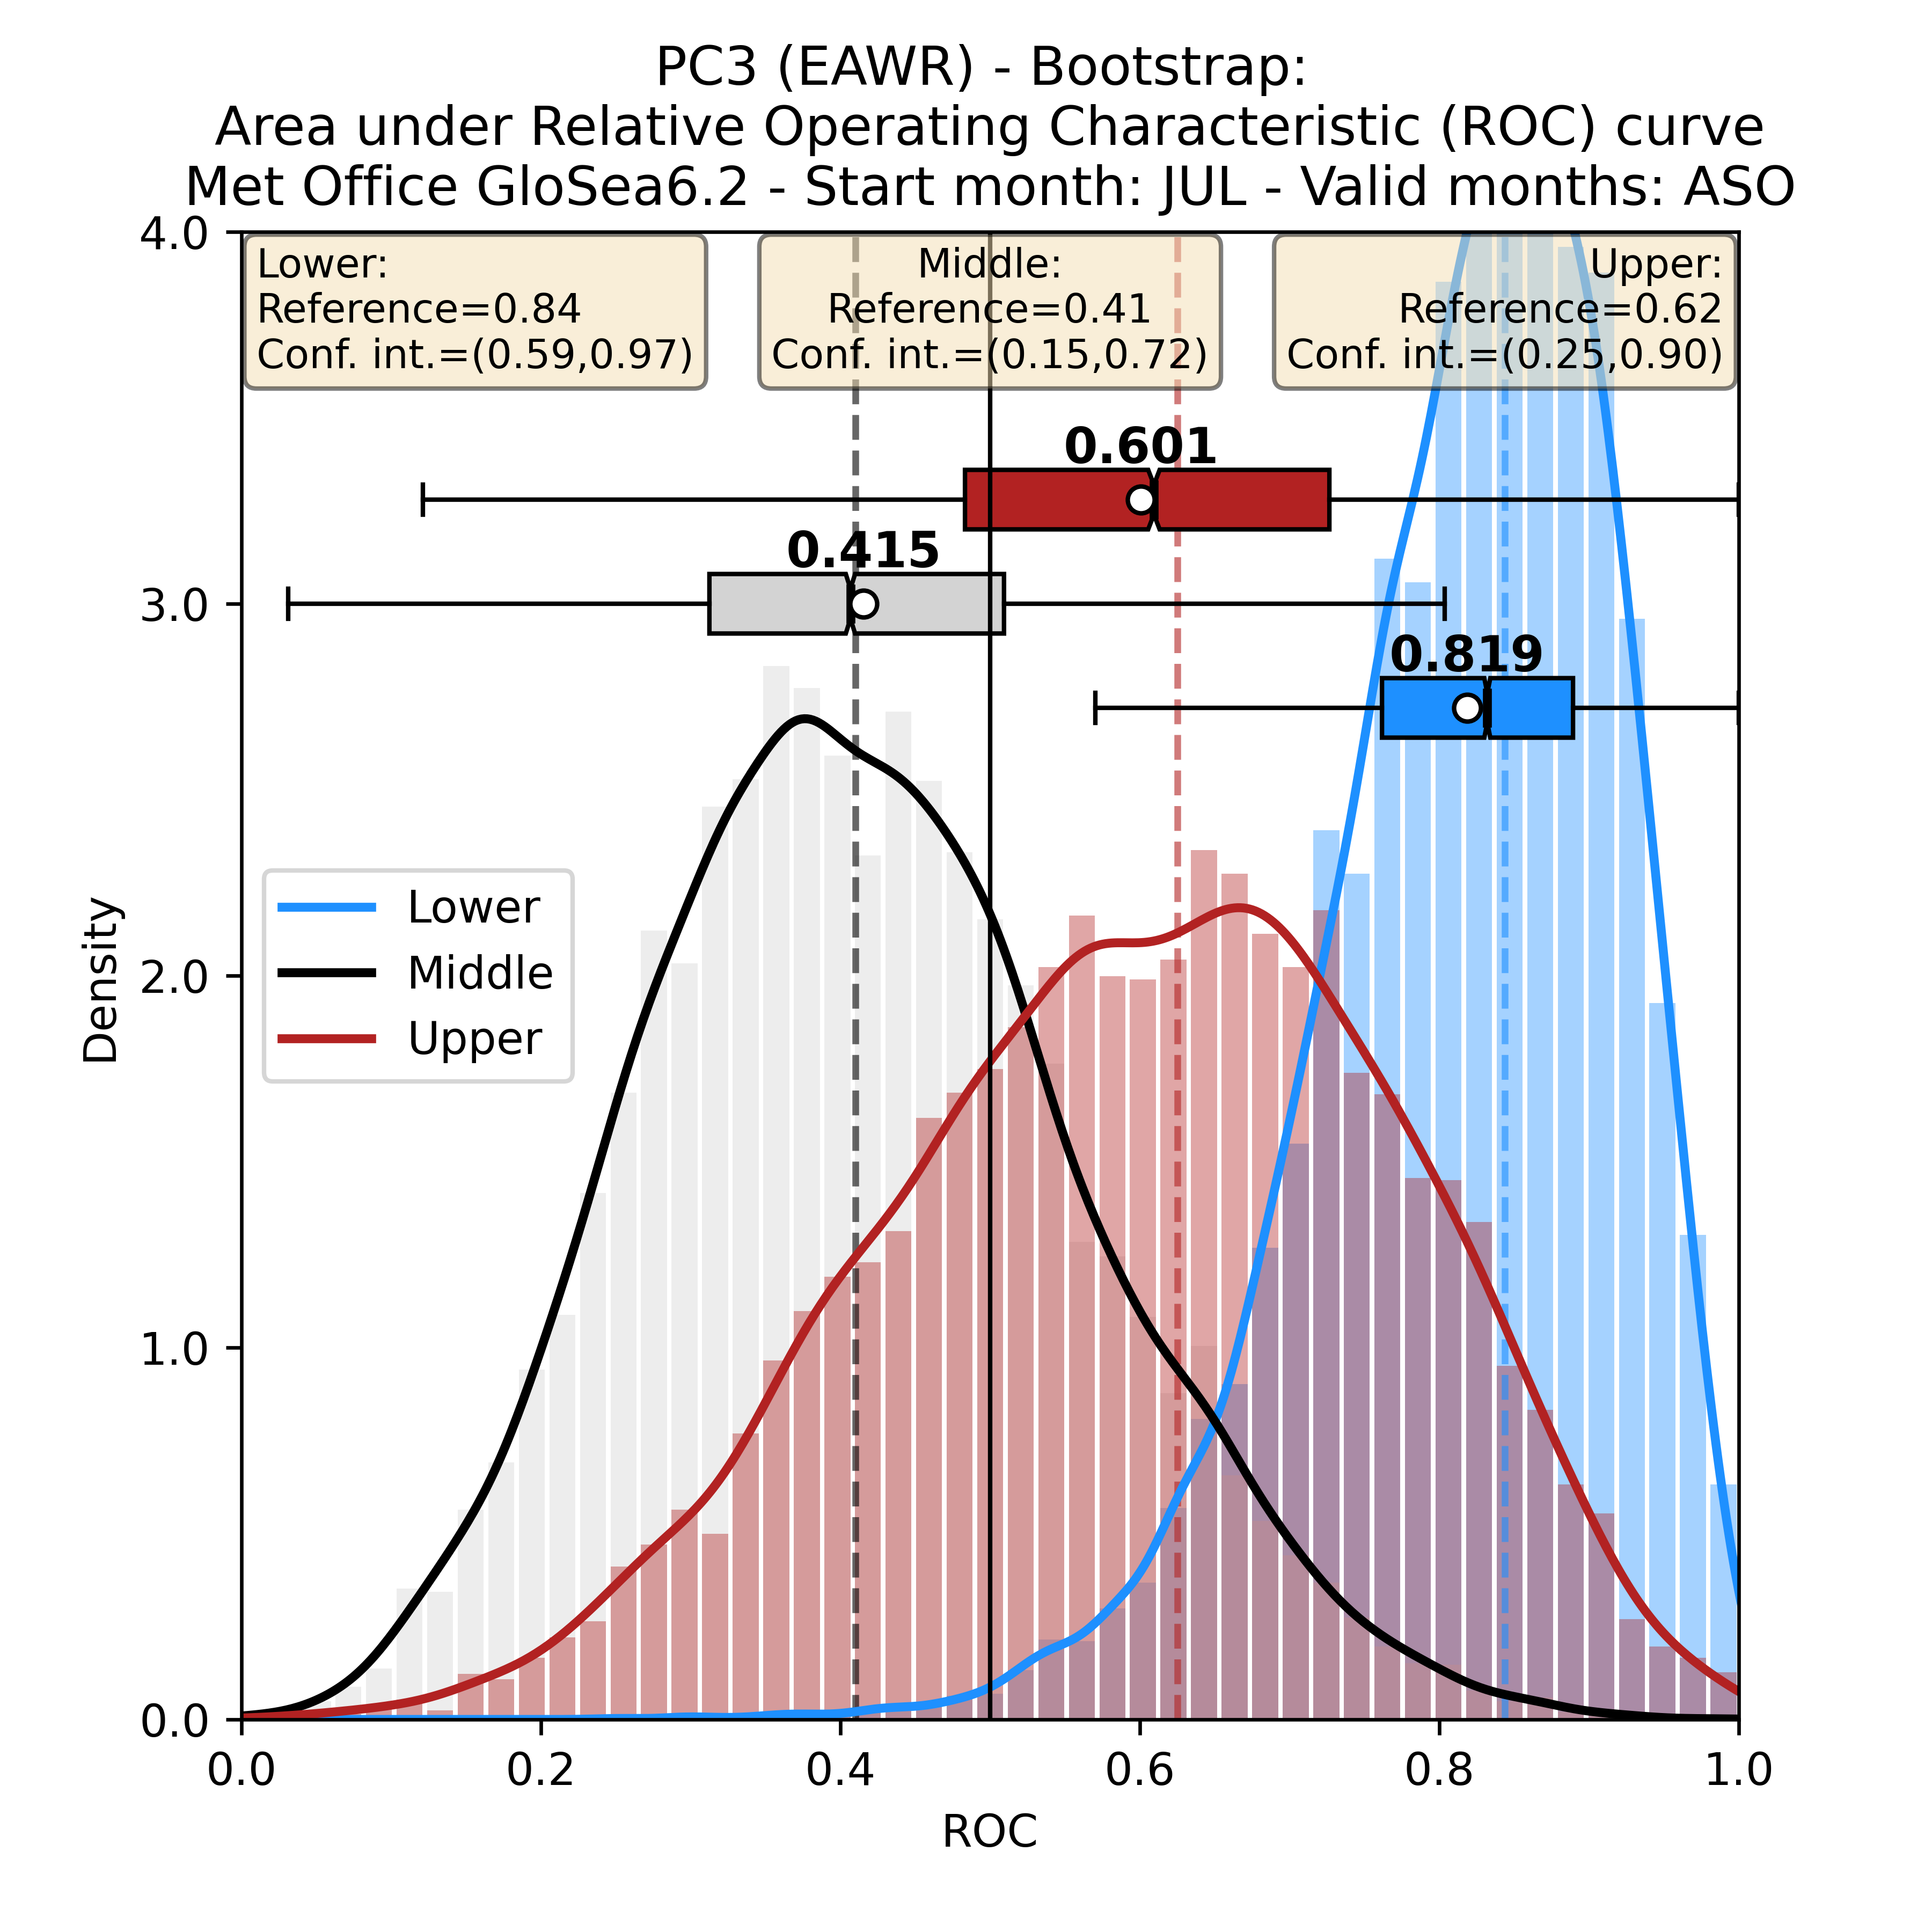 PC3 (EAWR) - Bootstrap:
Area under Relative Operating Characteristic (ROC) curve
Met Office GloSea6.2 - Start month: JUL - Valid months: ASO
Lower:
Reference=0.84
Conf. int.=(0.59,0.97)
Middle:
Reference=0.41
Conf. int.=(0.15,0.72)
Upper:
Reference=0.62
Conf. int.=(0.25,0.90)
0.601
0.415
0.819
Lower
Middle
Upper
Density
4.0
3.0
2.0
1.0
0.0
0.0 0.2 0.4 0.6 0.8 1.0
ROC